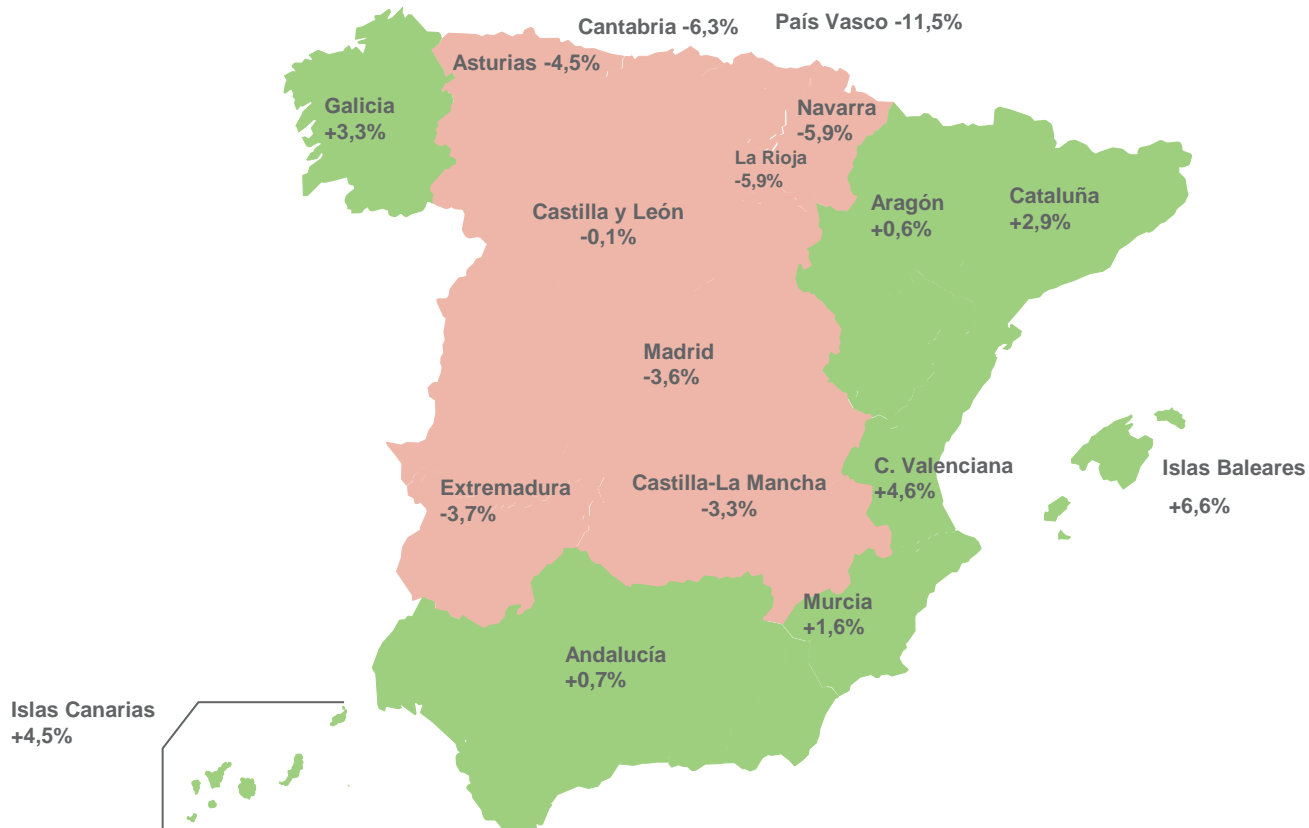 Cantabria -6,3%
País Vasco -11,5%
Asturias -4,5%
Galicia
+3,3%
Navarra
-5,9%
La Rioja
-5,9%
Castilla y León
-0,1%
Aragón
+0,6%
Cataluña
+2,9%
Madrid
-3,6%
Extremadura
-3,7%
Castilla-La Mancha
-3,3%
C. Valenciana
+4,6%
Islas Baleares
+6,6%
Murcia
+1,6%
Andalucía
+0,7%
Islas Canarias
+4,5%